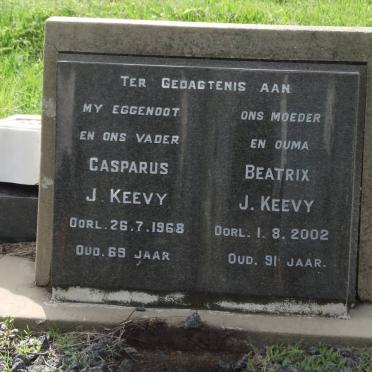 TER GEDAGTENIS AAN
MY EGGENOOT
EN ONS VADER
CASPARUS
J. KEEVY
OORL. 26.7.1968
OUD. 69 JAAR
ONS MOEDER
EN OUMA
BEATRIX
J. KEEVY
OORL. 1.8.2002
OUD. 91 JAAR.